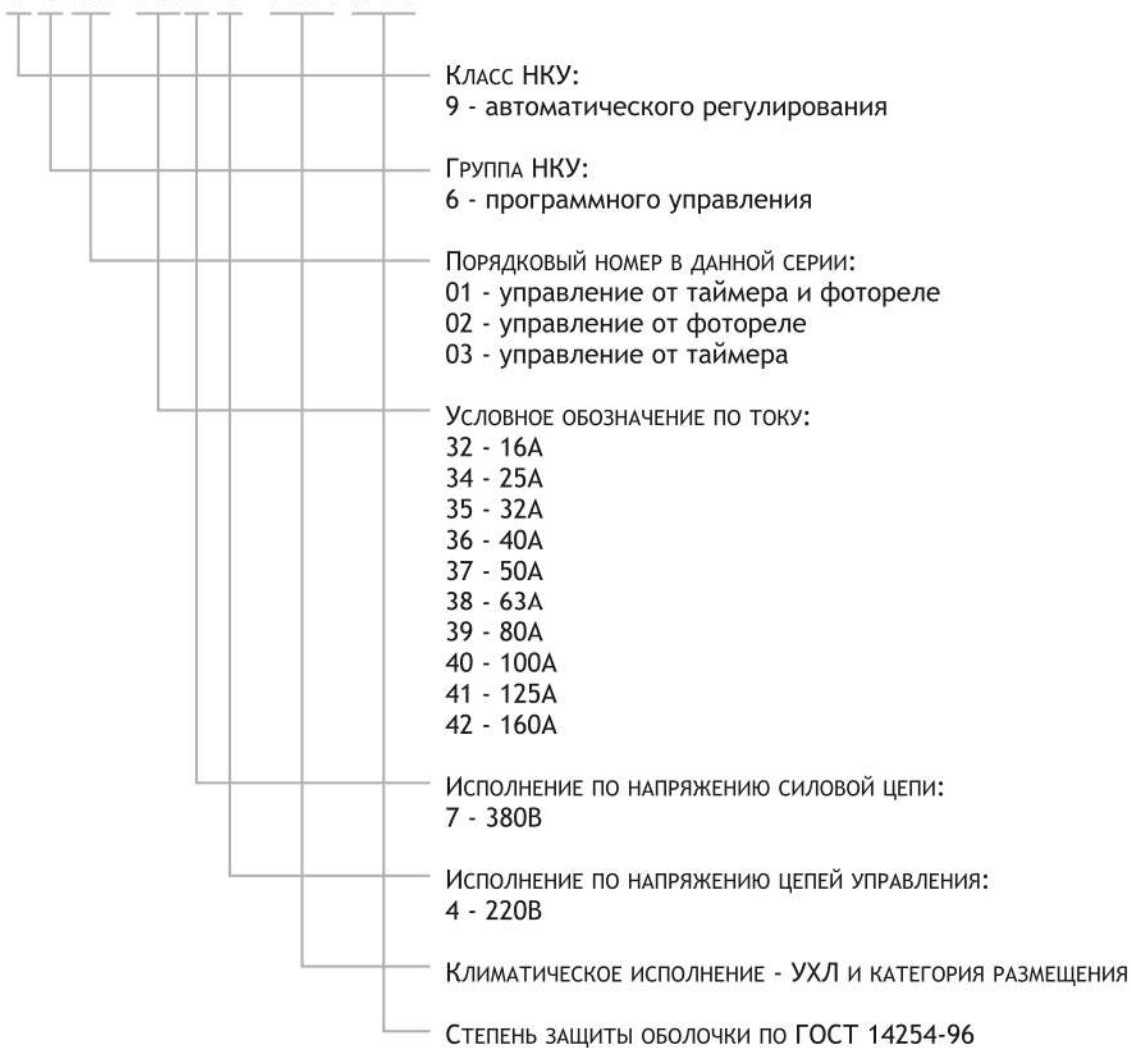 Класс НКУ:
9 - автоматического регулирования
Группа НКУ:
6 - программного управления
Порядковый номер в данной серии:
01 - управление от таймера и фотореле
02 - управление от фотореле
03 - управление от таймера
Условное обозначение по току:
32 - 16А
34 - 25А
35 - 32А
36 - 40А
37 - 50А
38 - 63А
39 - 80А
40 - 100А
41 - 125А
42 - 160А
Исполнение по напряжению силовой цепи:
7 - 380В
Исполнение по напряжению цепей управления:
4 - 220В
Климатическое исполнение - УХЛ и категория размещения
Степень защиты оболочки по ГОСТ 14254-96